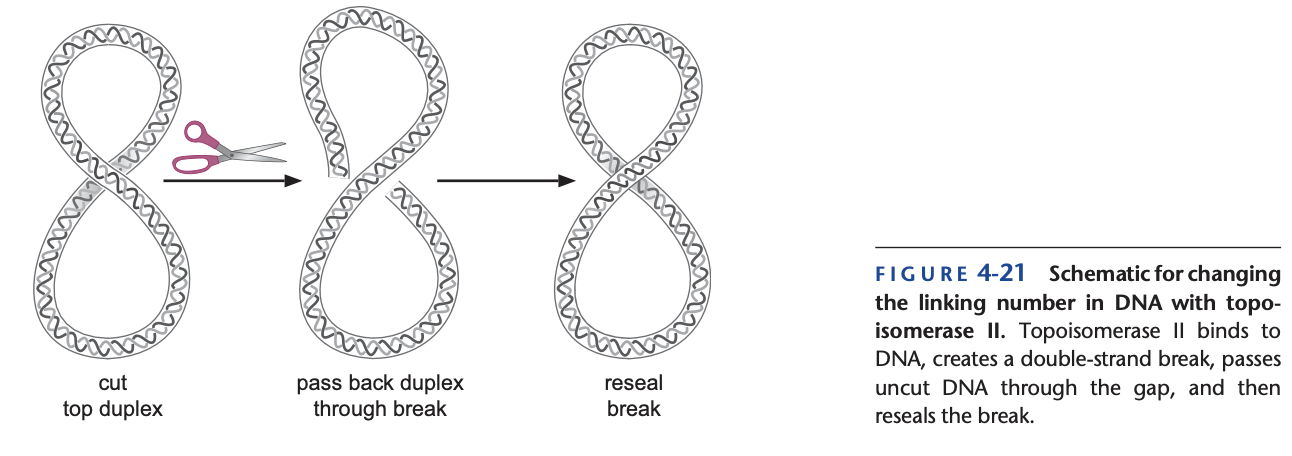 cut
top duplex
pass back duplex
through break
reseal
break
FIGURE 4-21 Schematic for changing
the linking number in DNA with topo-
isomerase II. Topoisomerase II binds to
DNA, creates a double-strand break, passes
uncut DNA through the gap, and then
reseals the break.